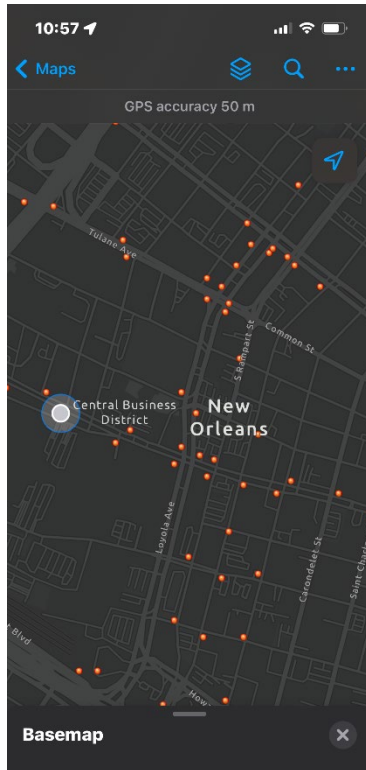 10:57
Maps
GPS accuracy 50 m
Tulane Ave
Common St
S Rampart St
Central Business
District
New
Orleans
Loyola Ave
Carondelet St
Saint Charle
t Blvd
How
Basemap